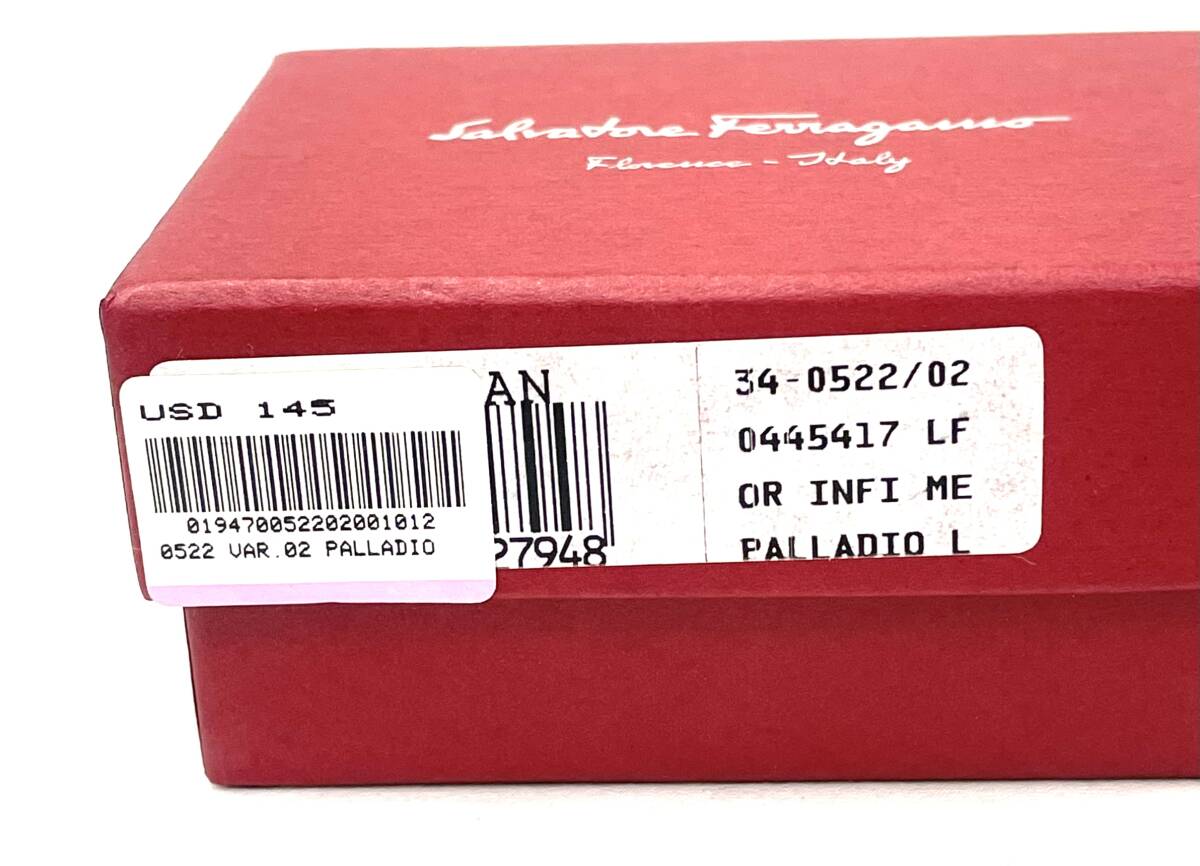 Salvatore Ferragamo
Florence - Italy
USD 145
019470052202001012
0522 VAR.02 PALLADIO
AN
27948
34-0522/02
0445417 LF
OR INFI ME
PALLADIO L